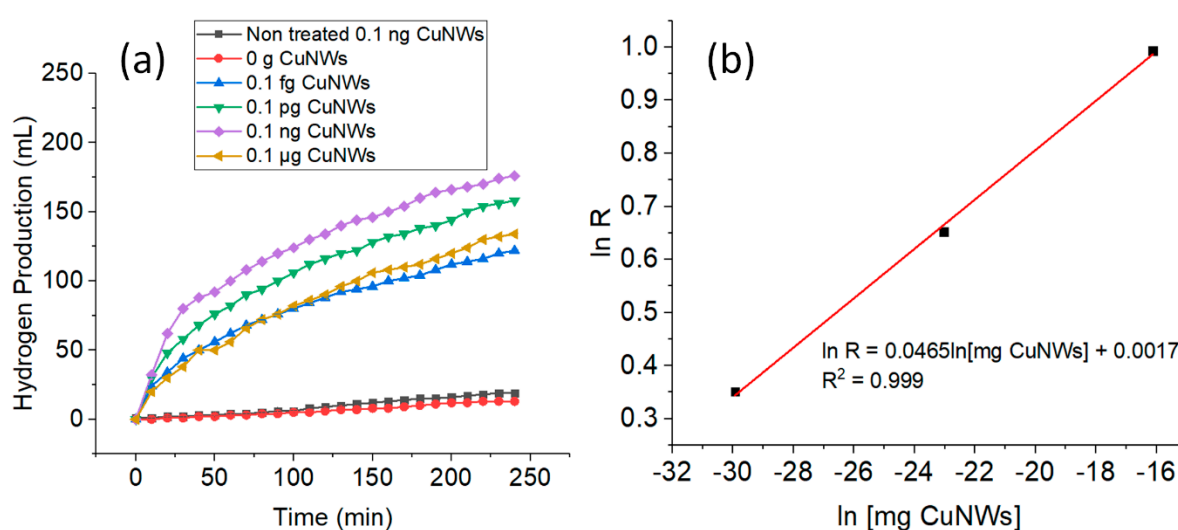 (a)
Non treated 0.1 ng CuNWs
0 g CuNWs
0.1 fg CuNWs
0.1 pg CuNWs
0.1 ng CuNWs
0.1 µg CuNWs
Hydrogen Production (mL)
250
200
150
100
50
0
0 50 100 150 200 250
Time (min)
(b)
ln R
1.0
0.9
0.8
0.7
0.6
0.5
0.4
0.3
ln R = 0.0465ln[mg CuNWs] + 0.0017
R² = 0.999
-32 -30 -28 -26 -24 -22 -20 -18 -16
ln [mg CuNWs]